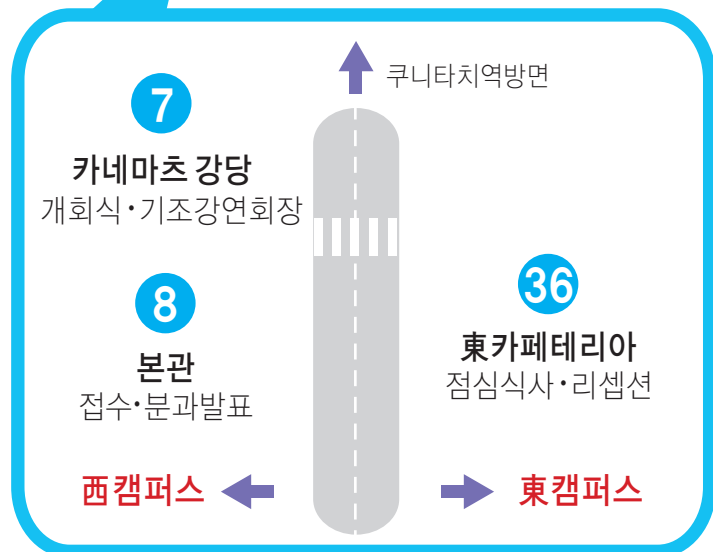 쿠니타치역방면
7
카네마츠 강당
개회식·기조강연회장
8
본관
접수·분과발표
36
東카페테리아
점심식사·리셉션
西캠퍼스
東캠퍼스